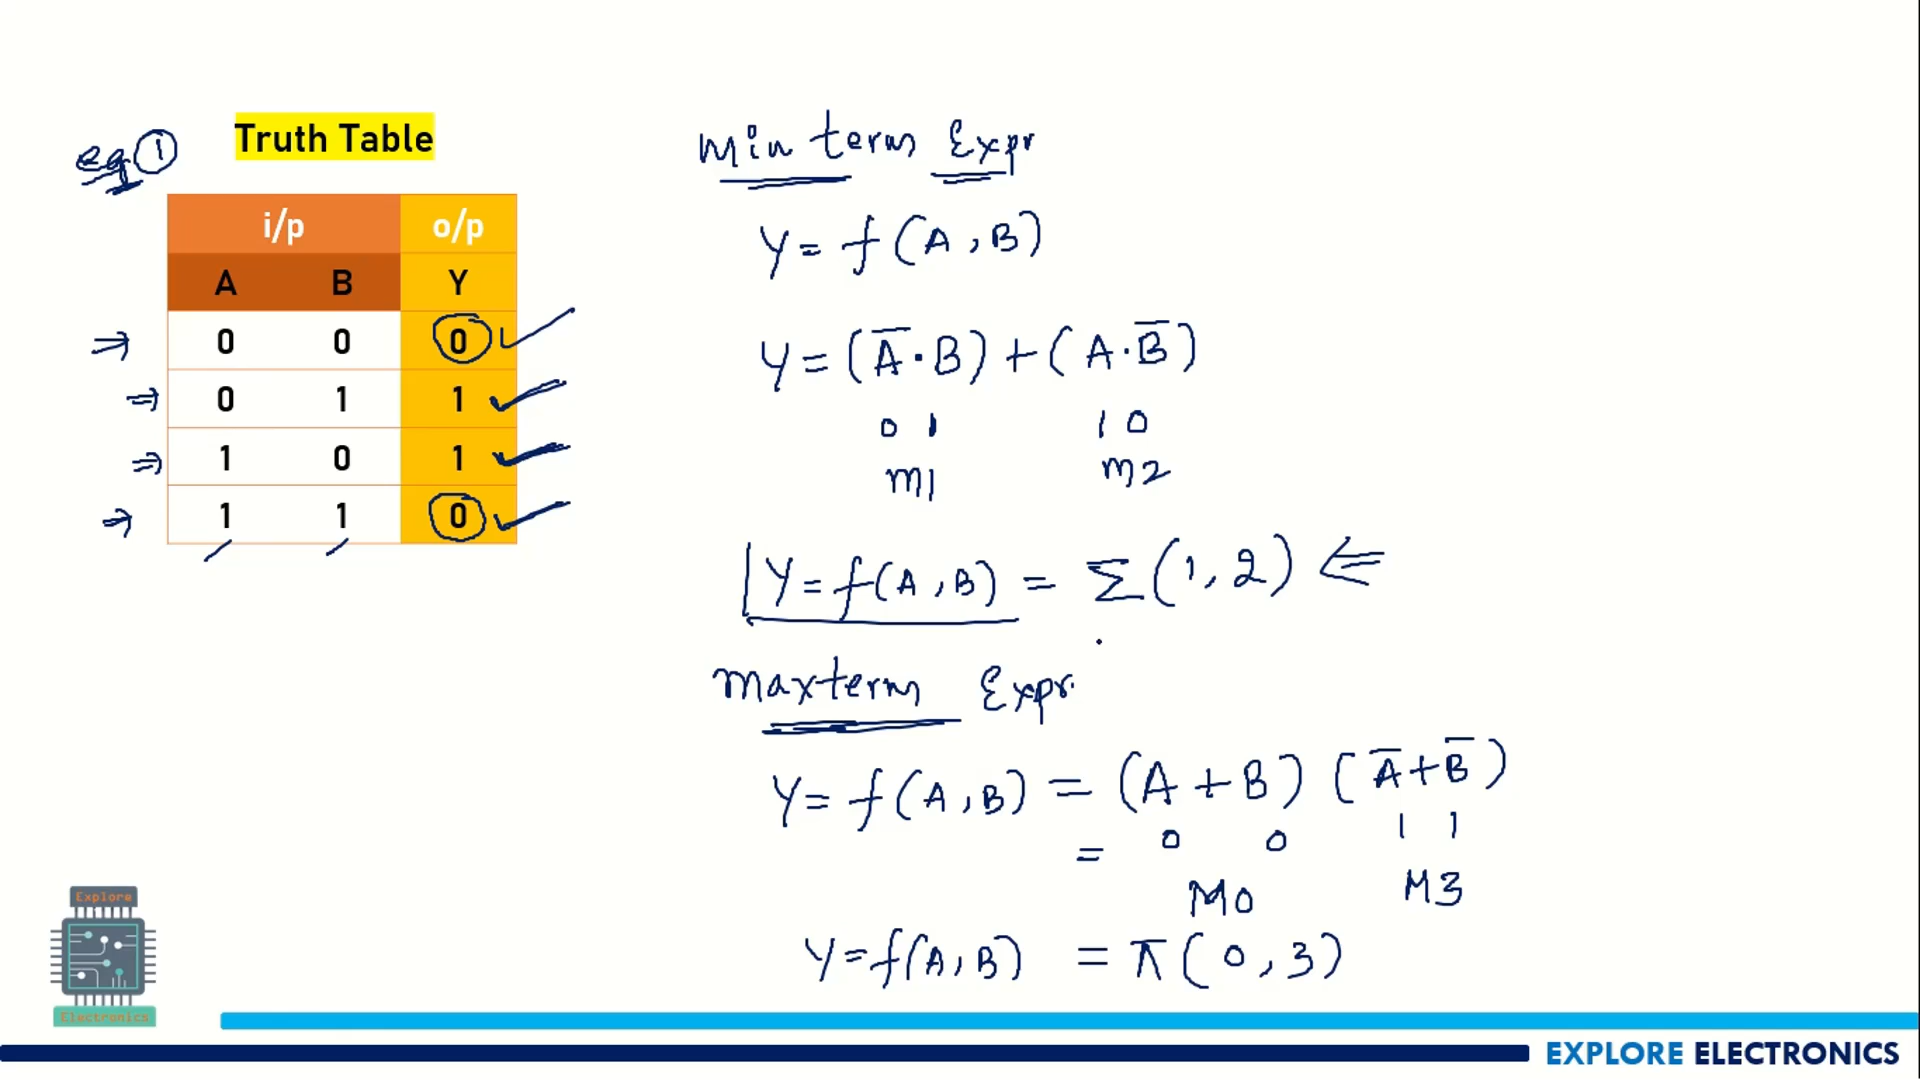 eg 1
Truth Table
i/p o/p
A B Y
0 0 0
0 1 1
1 0 1
1 1 0
Min term Expr
Y = f(A, B)
Y = (A̅·B) + (A·B̅)
0 1 1 0
m1 m2
Y = f(A, B) = Σ(1, 2) ⇐
maxterm Expr.
Y = f(A, B) = (A + B) (A̅ + B̅)
= 0 0 1 1
M0 M3
Y = f(A, B) = π(0, 3)
Explore
Electronics
EXPLORE ELECTRONICS